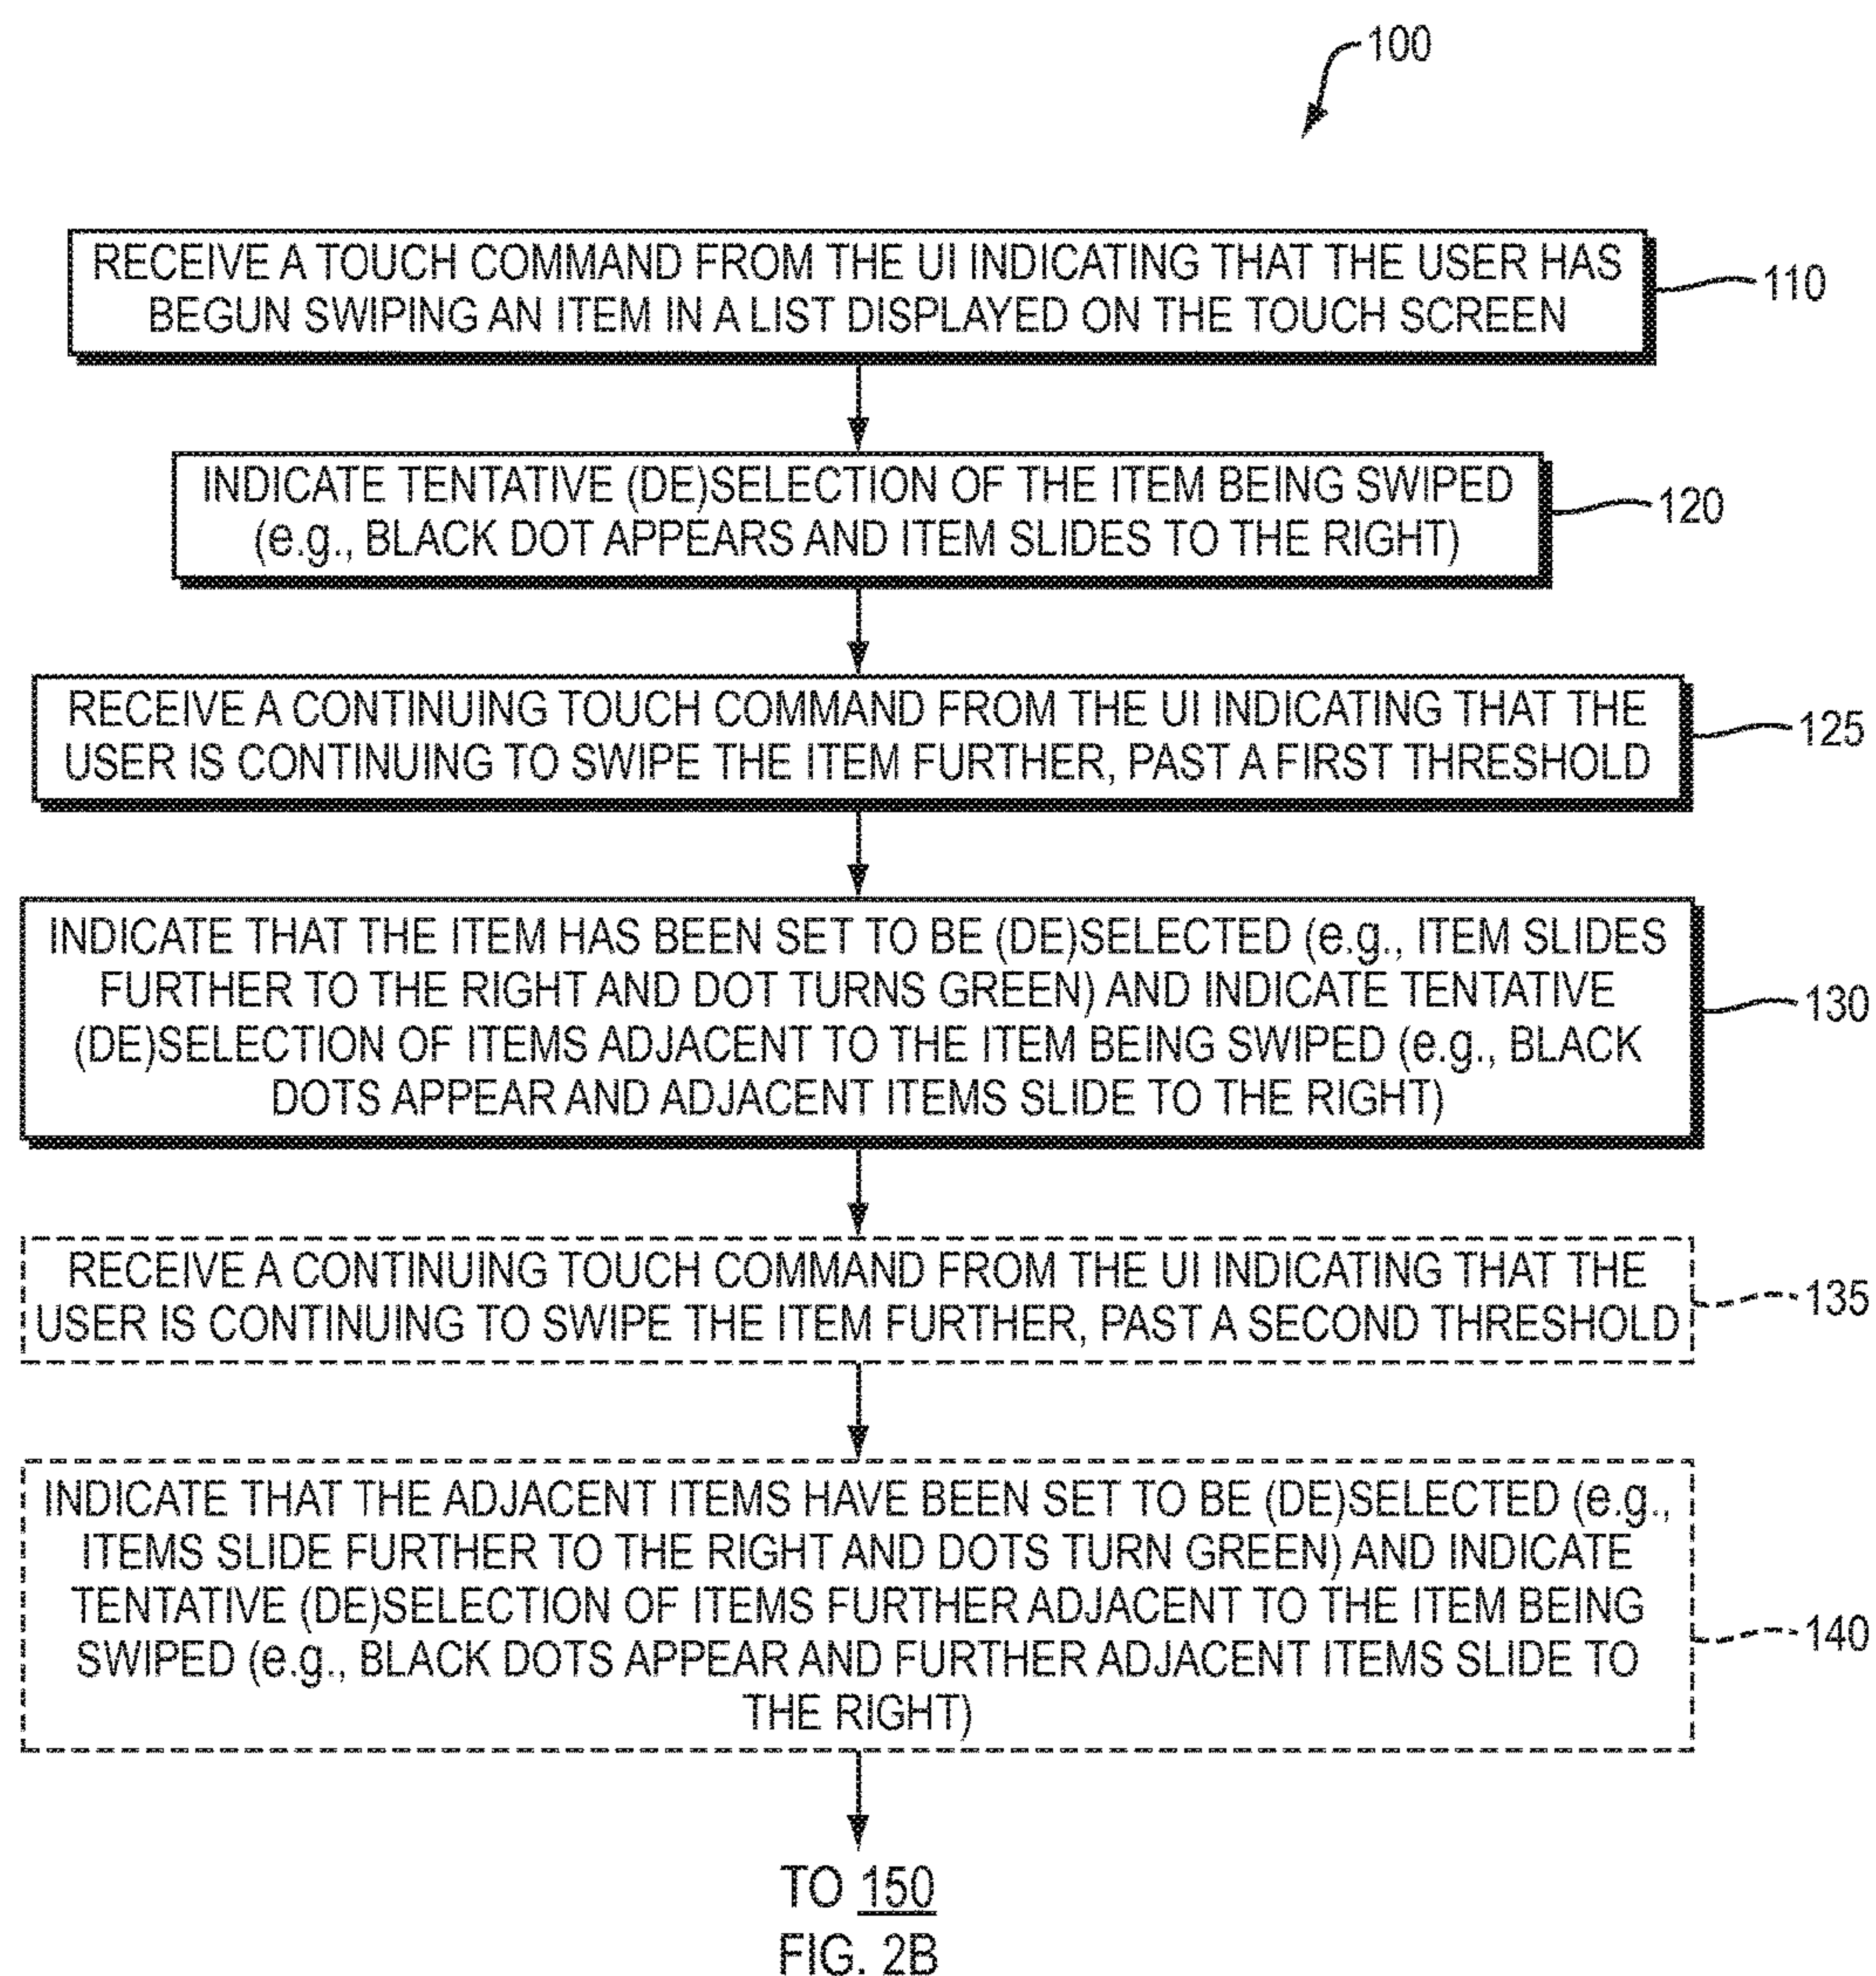 100
RECEIVE A TOUCH COMMAND FROM THE UI INDICATING THAT THE USER HAS
BEGUN SWIPING AN ITEM IN A LIST DISPLAYED ON THE TOUCH SCREEN
110
INDICATE TENTATIVE (DE)SELECTION OF THE ITEM BEING SWIPED
(e.g., BLACK DOT APPEARS AND ITEM SLIDES TO THE RIGHT)
120
RECEIVE A CONTINUING TOUCH COMMAND FROM THE UI INDICATING THAT THE
USER IS CONTINUING TO SWIPE THE ITEM FURTHER, PAST A FIRST THRESHOLD
125
INDICATE THAT THE ITEM HAS BEEN SET TO BE (DE)SELECTED (e.g., ITEM SLIDES
FURTHER TO THE RIGHT AND DOT TURNS GREEN) AND INDICATE TENTATIVE
(DE)SELECTION OF ITEMS ADJACENT TO THE ITEM BEING SWIPED (e.g., BLACK
DOTS APPEAR AND ADJACENT ITEMS SLIDE TO THE RIGHT)
130
RECEIVE A CONTINUING TOUCH COMMAND FROM THE UI INDICATING THAT THE
USER IS CONTINUING TO SWIPE THE ITEM FURTHER, PAST A SECOND THRESHOLD
135
INDICATE THAT THE ADJACENT ITEMS HAVE BEEN SET TO BE (DE)SELECTED (e.g.,
ITEMS SLIDE FURTHER TO THE RIGHT AND DOTS TURN GREEN) AND INDICATE
TENTATIVE (DE)SELECTION OF ITEMS FURTHER ADJACENT TO THE ITEM BEING
SWIPED (e.g., BLACK DOTS APPEAR AND FURTHER ADJACENT ITEMS SLIDE TO
THE RIGHT)
140
TO 150
FIG. 2B